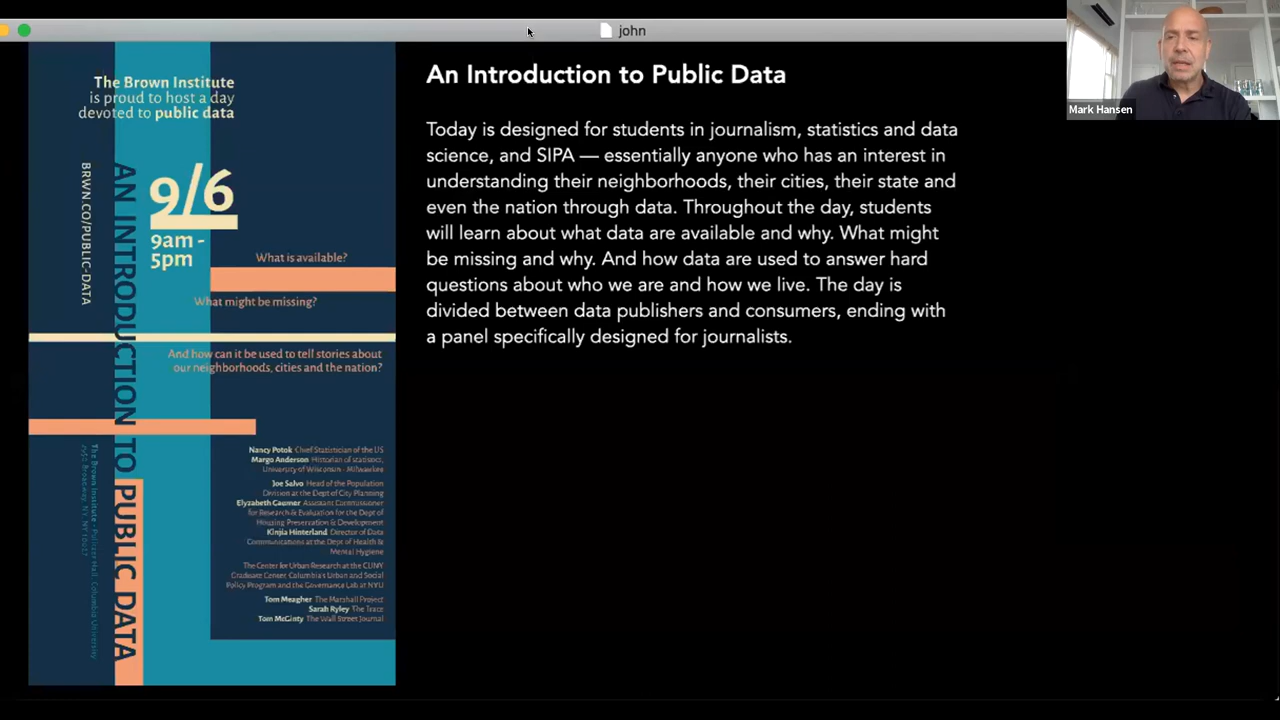 john
Mark Hansen
The Brown Institute
is proud to host a day
devoted to public data
BRWN.CO/PUBLIC-DATA
AN INTRODUCTION TO PUBLIC DATA
9/6
9am -
5pm
What is available?
What might be missing?
And how can it be used to tell stories about
our neighborhoods, cities and the nation?
Nancy Potok Chief Statistician of the US
Margo Anderson Historian of statistics,
University of Wisconsin - Milwaukee
Joe Salvo Head of the Population
Division at the Dept of City Planning
Elyzabeth Gaumer Assistant Commissioner
for Research & Evaluation for the Dept of
Housing Preservation & Development
Kinjia Hinterland Director of Data
Communications at the Dept of Health &
Mental Hygiene
The Center for Urban Research at the CUNY
Graduate Center, Columbia's Urban and Social
Policy Program and the Governance Lab at NYU
Tom Meagher The Marshall Project
Sarah Ryley The Trace
Tom McGinty The Wall Street Journal
The Brown Institute - Pulitzer Hall, Columbia University
Broadway, NY, NY 10027
An Introduction to Public Data
Today is designed for students in journalism, statistics and data
science, and SIPA — essentially anyone who has an interest in
understanding their neighborhoods, their cities, their state and
even the nation through data. Throughout the day, students
will learn about what data are available and why. What might
be missing and why. And how data are used to answer hard
questions about who we are and how we live. The day is
divided between data publishers and consumers, ending with
a panel specifically designed for journalists.